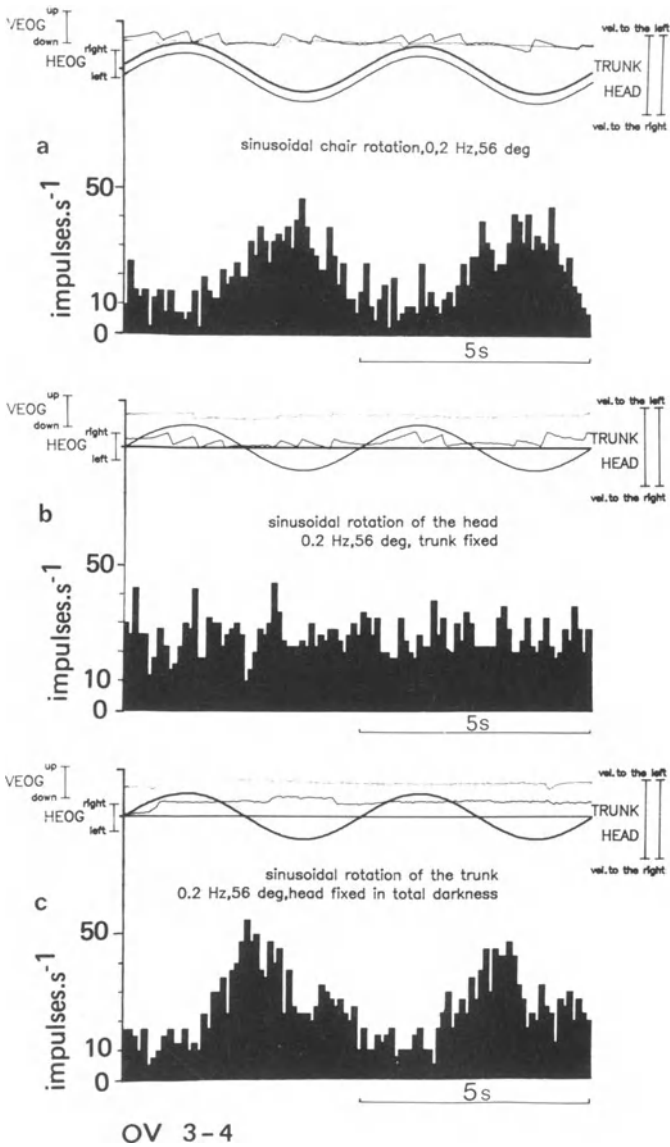 up
VEOG
down
right
HEOG
left
vel. to the left
TRUNK
HEAD
vel. to the right
a
sinusoidal chair rotation,0,2 Hz,56 deg
50
10
0
impulses.s-1
5s
up
VEOG
down
right
HEOG
left
vel. to the left
TRUNK
HEAD
vel. to the right
b
sinusoidal rotation of the head
0.2 Hz,56 deg, trunk fixed
50
10
0
impulses.s-1
5s
up
VEOG
down
right
HEOG
left
vel. to the left
TRUNK
HEAD
vel. to the right
c
sinusoidal rotation of the trunk
0.2 Hz,56 deg,head fixed in total darkness
50
10
0
impulses.s-1
5s
OV 3-4